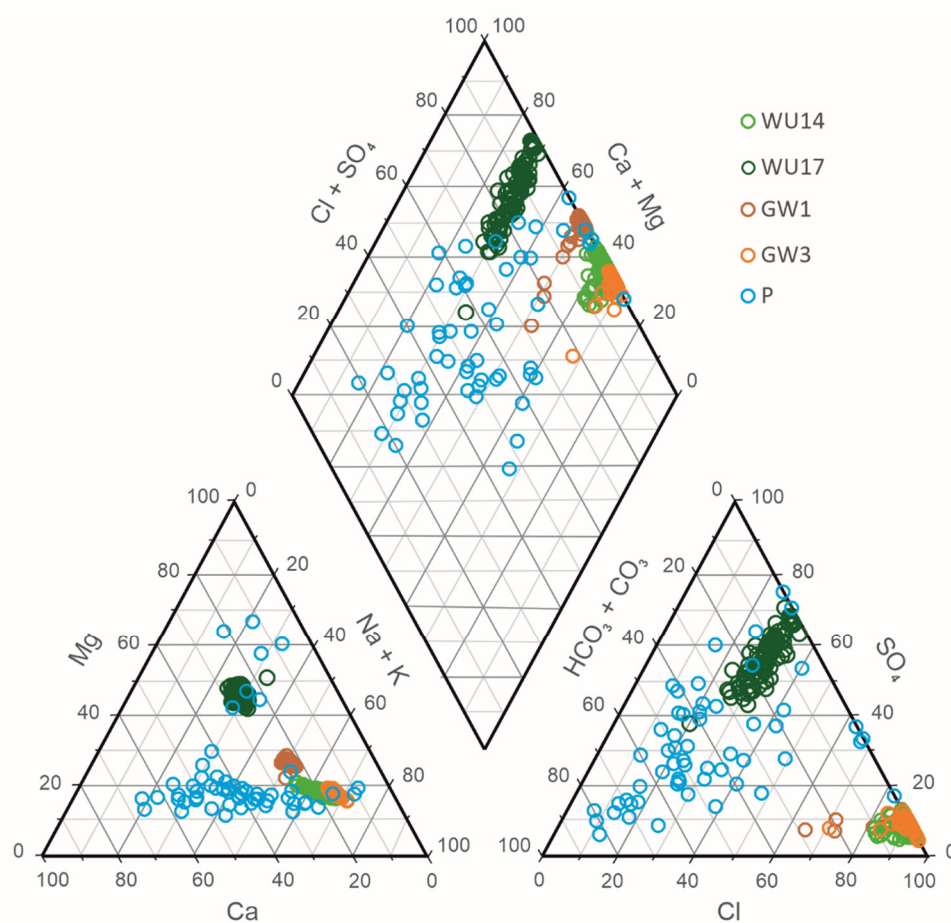 100 100
80 80
WU14
WU17
Cl + SO₄
Ca + Mg
60 60
GW1
40 40
GW3
P
20 20
0 0
100 0
0 100
80 20
20 80
HCO₃ + CO₃
Mg
Na + K
60 40
40 60
SO₄
40 60
60 40
20 80
80 20
0 100
100 0
100 80 60 40 20 0
0 20 40 60 80 100
Ca
Cl